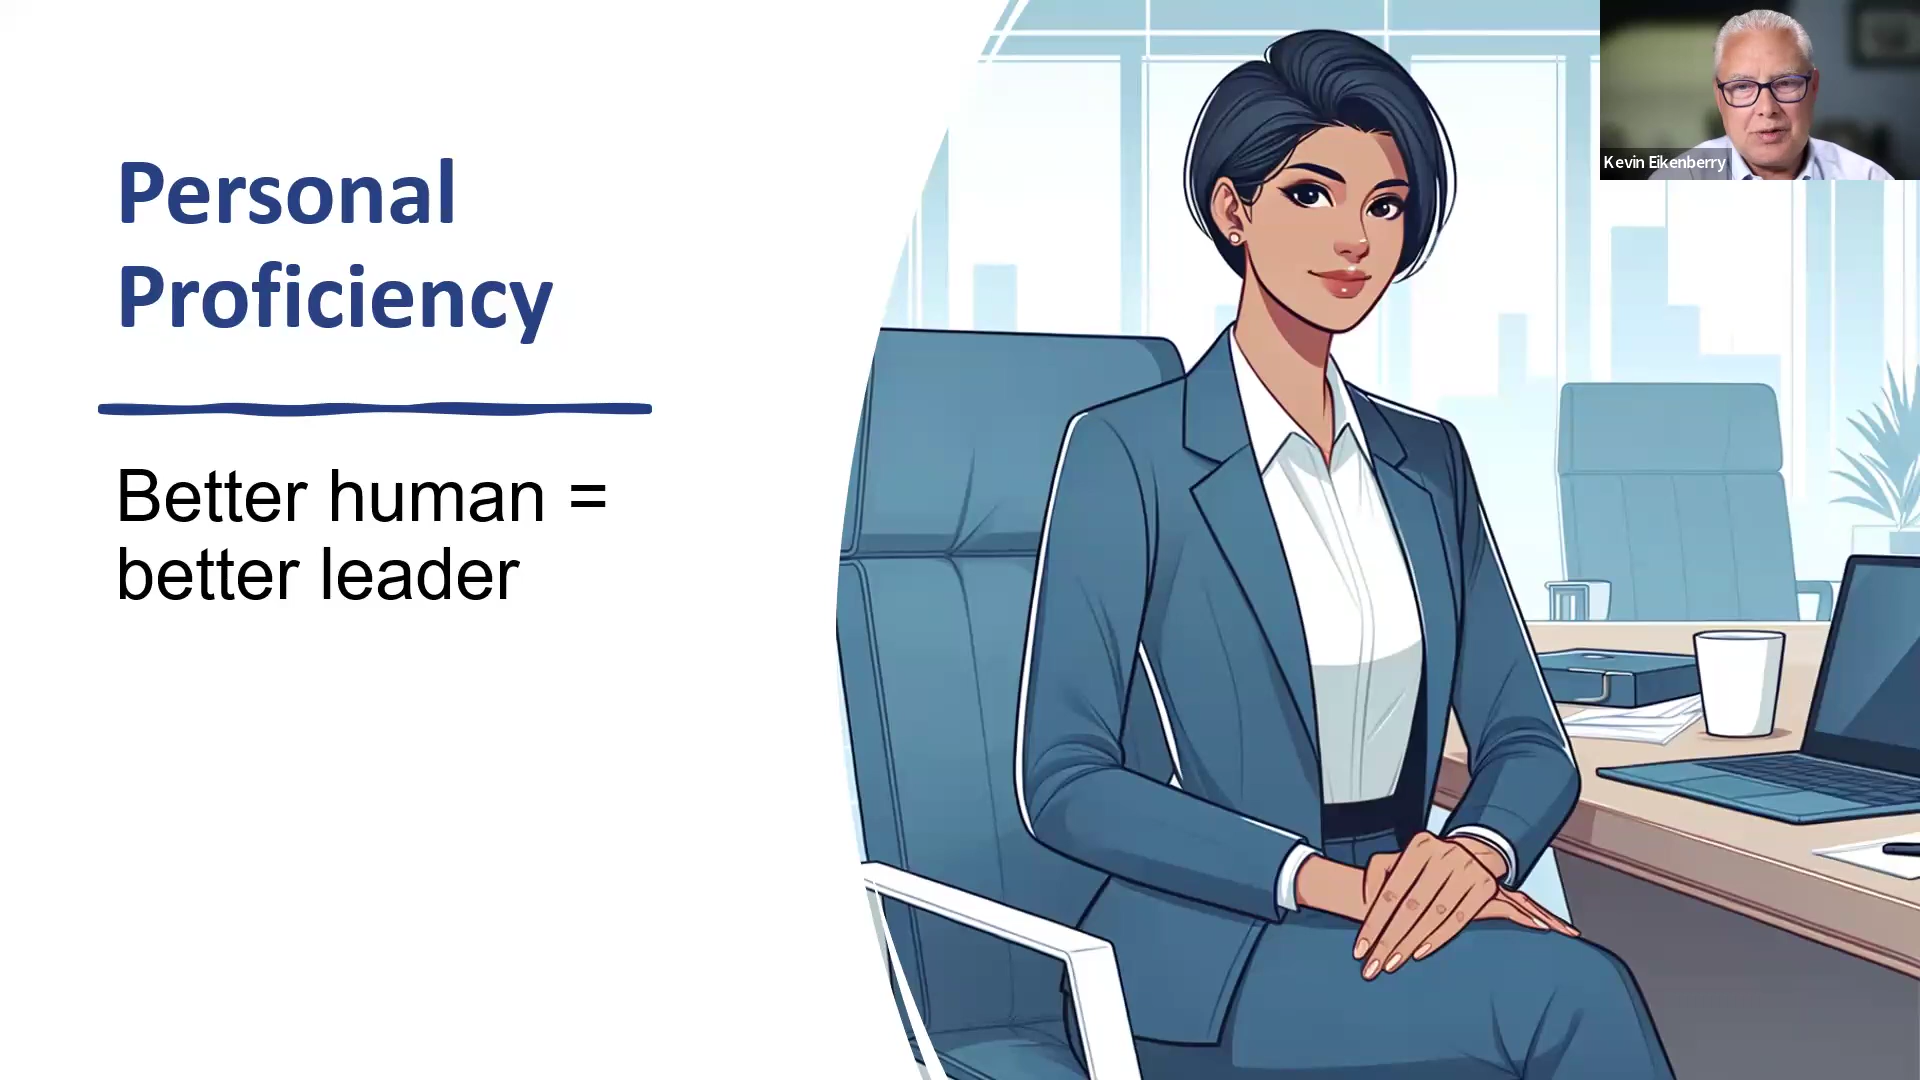 Personal
Proficiency
Better human =
better leader
Kevin Eikenberry